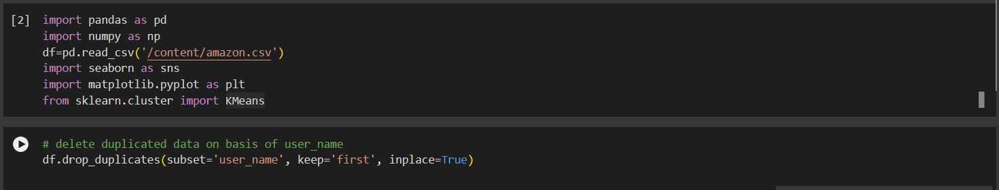 [2] import pandas as pd
import numpy as np
df=pd.read_csv('/content/amazon.csv')
import seaborn as sns
import matplotlib.pyplot as plt
from sklearn.cluster import KMeans
# delete duplicated data on basis of user_name
df.drop_duplicates(subset='user_name', keep='first', inplace=True)